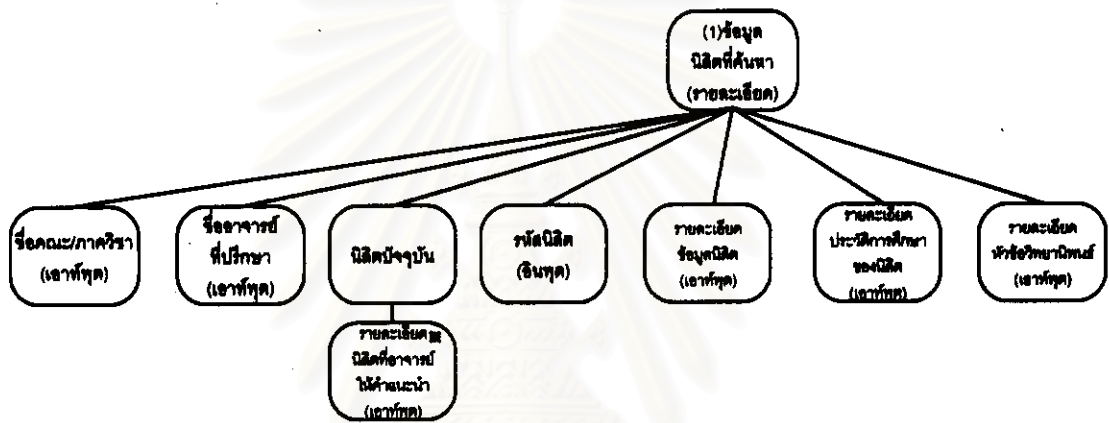 (1)ข้อมูล
นิสิตที่ค้นหา
(รายละเอียด)
ชื่อคณะ/ภาควิชา
(เอาท์พุต)
ชื่ออาจารย์
ที่ปรึกษา
(เอาท์พุต)
นิสิตปัจจุบัน
รหัสนิสิต
(อินพุต)
รายละเอียด
ข้อมูลนิสิต
(เอาท์พุต)
รายละเอียด
ประวัติการศึกษา
ของนิสิต
(เอาท์พุต)
รายละเอียด
หัวข้อวิทยานิพนธ์
(เอาท์พุต)
รายละเอียด
นิสิตที่อาจารย์
ให้คำแนะนำ
(เอาท์พุต)